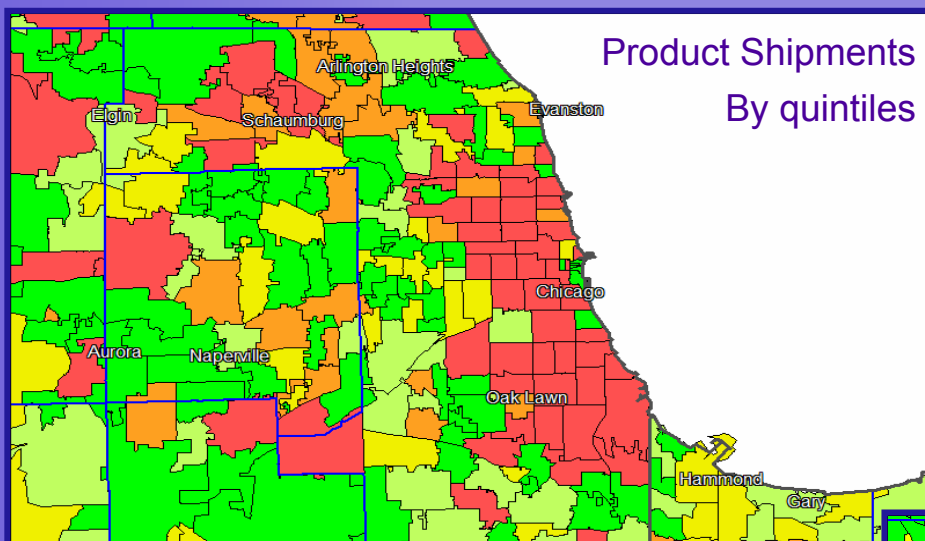 Product Shipments
By quintiles
Arlington Heights
Elgin
Schaumburg
Evanston
Chicago
Aurora
Naperville
Oak Lawn
Hammond
Gary